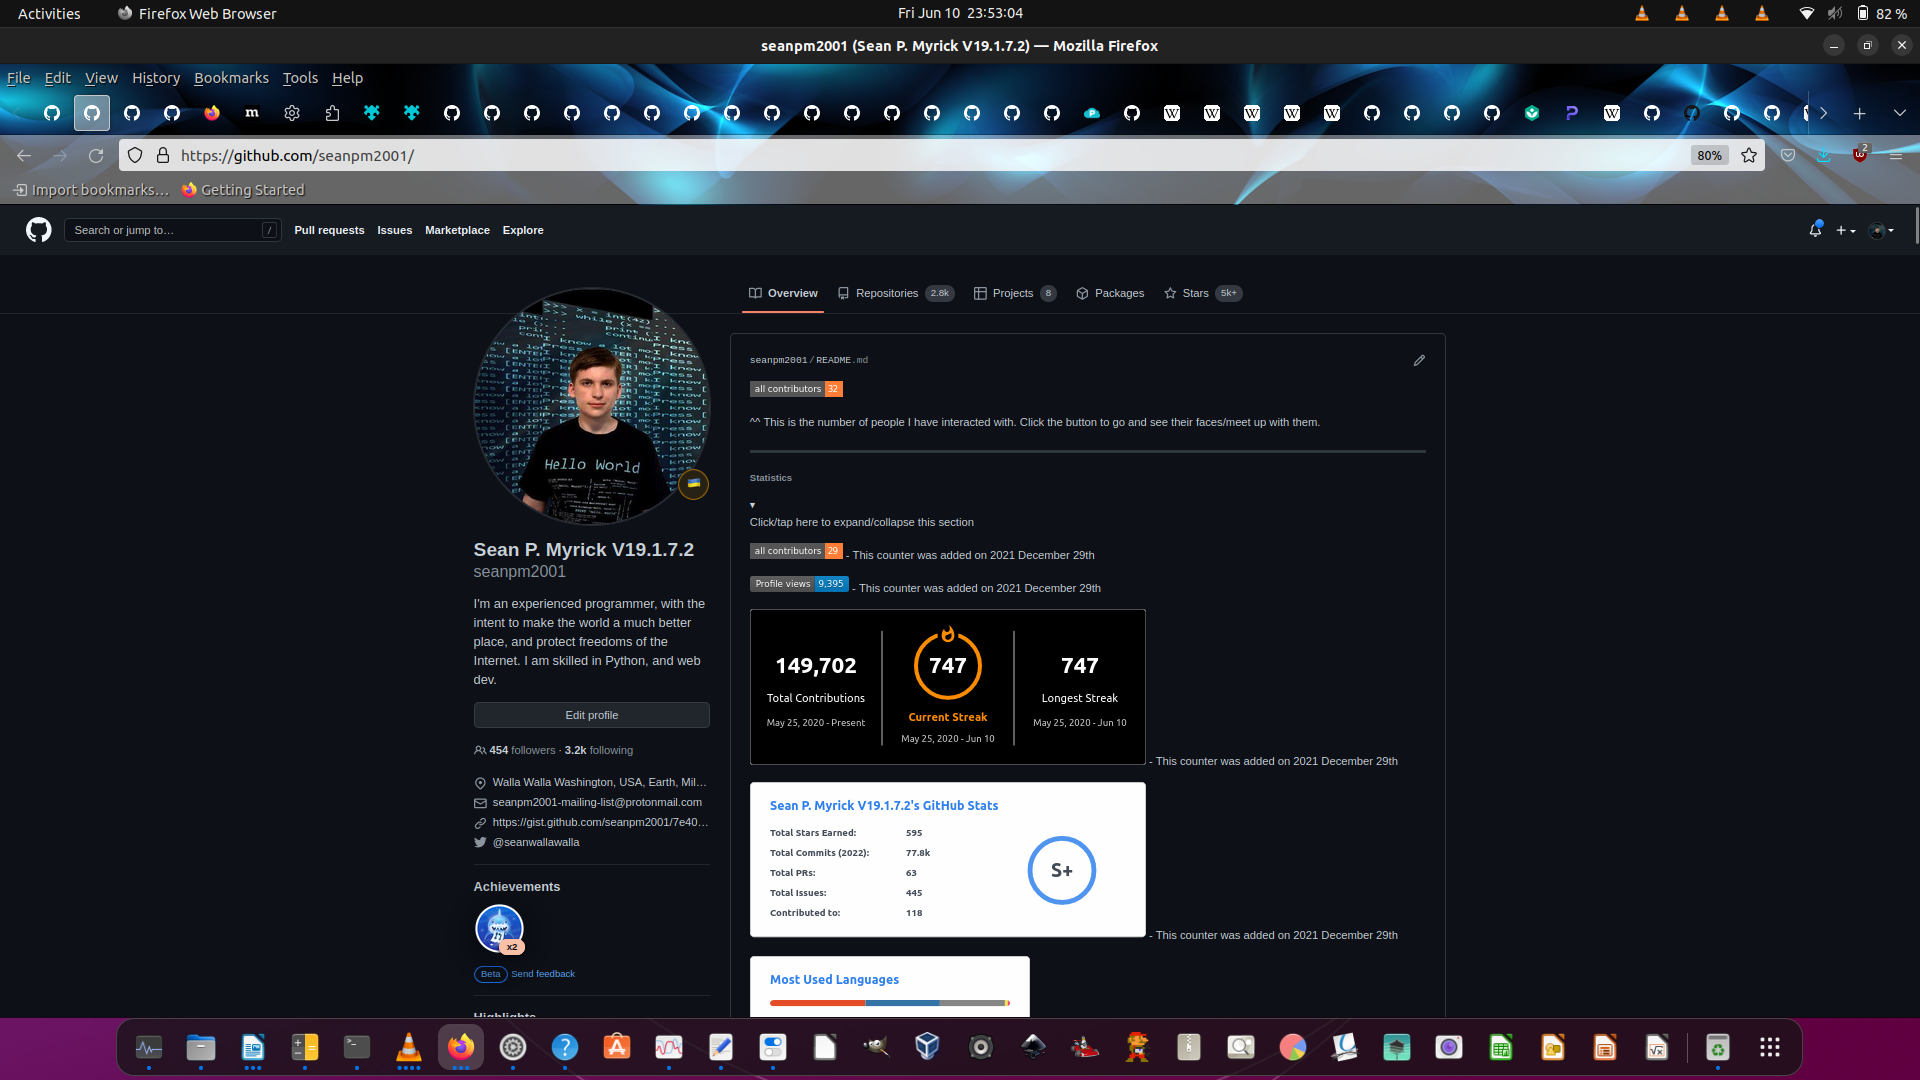 Activities
Firefox Web Browser
Fri Jun 10 23:53:04
82 %
seanpm2001 (Sean P. Myrick V19.1.7.2) — Mozilla Firefox
File Edit View History Bookmarks Tools Help
https://github.com/seanpm2001/
80%
2
Import bookmarks…
Getting Started
Search or jump to…
/
Pull requests
Issues
Marketplace
Explore
Overview
Repositories 2.8k
Projects 8
Packages
Stars 5k+
Hello World
Sean P. Myrick V19.1.7.2
seanpm2001
I'm an experienced programmer, with the
intent to make the world a much better
place, and protect freedoms of the
Internet. I am skilled in Python, and web
dev.
Edit profile
454 followers · 3.2k following
Walla Walla Washington, USA, Earth, Mil…
seanpm2001-mailing-list@protonmail.com
https://gist.github.com/seanpm2001/7e40…
@seanwallawalla
Achievements
x2
Beta Send feedback
Highlights
seanpm2001/README.md
all contributors 32
^^ This is the number of people I have interacted with. Click the button to go and see their faces/meet up with them.
Statistics
Click/tap here to expand/collapse this section
all contributors 29 - This counter was added on 2021 December 29th
Profile views 9,395 - This counter was added on 2021 December 29th
149,702
Total Contributions
May 25, 2020 - Present
747
Current Streak
May 25, 2020 - Jun 10
747
Longest Streak
May 25, 2020 - Jun 10
- This counter was added on 2021 December 29th
Sean P. Myrick V19.1.7.2's GitHub Stats
Total Stars Earned: 595
Total Commits (2022): 77.8k
Total PRs: 63
Total Issues: 445
Contributed to: 118
S+
- This counter was added on 2021 December 29th
Most Used Languages